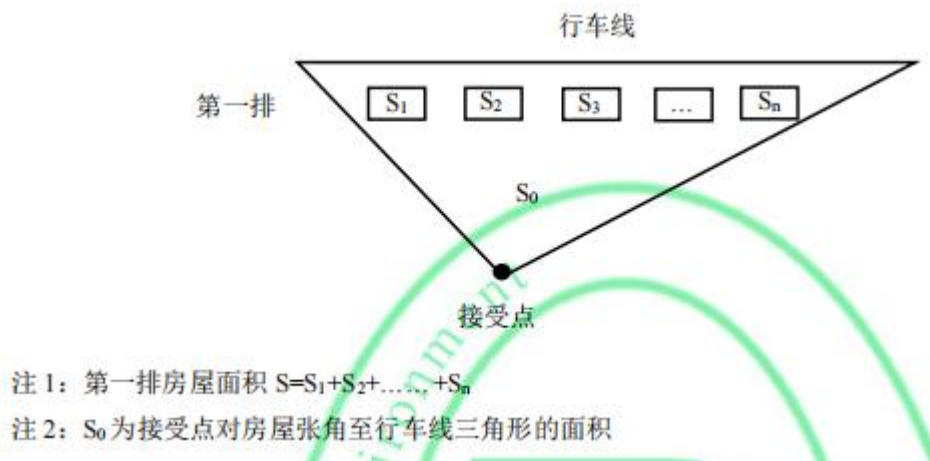 行车线
第一排
S₁ S₂ S₃ … Sₙ
S₀
接受点
注 1：第一排房屋面积 S=S₁+S₂+…… +Sₙ
注 2：S₀为接受点对房屋张角至行车线三角形的面积